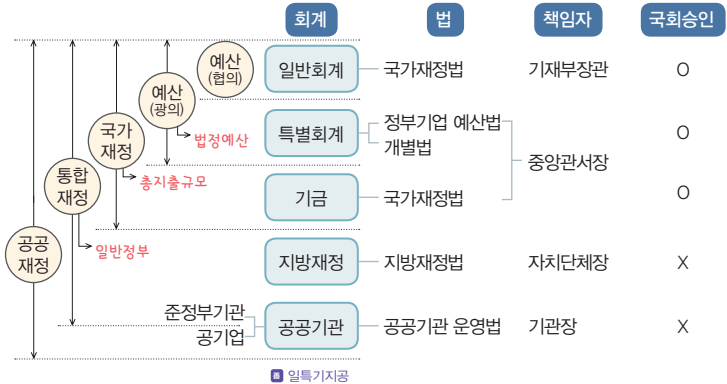 회계 법 책임자 국회승인
예산
(협의)
일반회계 국가재정법 기재부장관 O
예산
(광의)
법정예산
특별회계 정부기업 예산법
개별법 O
중앙관서장
국가
재정
총지출규모
기금 국가재정법 O
통합
재정
일반정부
공공
재정
지방재정 지방재정법 자치단체장 X
준정부기관
공기업
공공기관 공공기관 운영법 기관장 X
善 일특기지공